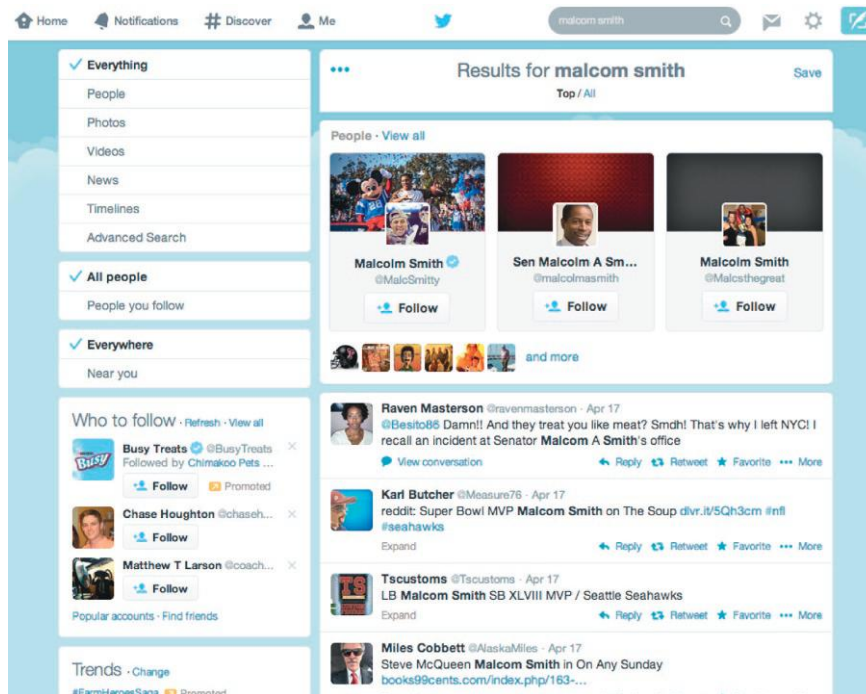 Home Notifications # Discover Me malcom smith
Everything
People
Photos
Videos
News
Timelines
Advanced Search
All people
People you follow
Everywhere
Near you
Who to follow · Refresh · View all
Busy Treats @BusyTreats ×
Followed by Chimakoo Pets ...
Follow Promoted
Busy
Chase Houghton @chaseh... ×
Follow
Matthew T Larson @coach... ×
Follow
Popular accounts · Find friends
Trends · Change
#FarmHeroesSaga Promoted
••• Results for malcom smith Save
Top / All
People · View all
Malcolm Smith
@MalcSmitty
Follow
Sen Malcolm A Sm...
@malcolmasmith
Follow
Malcolm Smith
@Malcsthegreat
Follow
and more
Raven Masterson @ravenmasterson · Apr 17
@Besito86 Damn!! And they treat you like meat? Smdh! That's why I left NYC! I
recall an incident at Senator Malcom A Smith's office
View conversation Reply Retweet Favorite ••• More
Karl Butcher @Measure76 · Apr 17
reddit: Super Bowl MVP Malcom Smith on The Soup dlvr.it/5Qh3cm #nfl
#seahawks
Expand Reply Retweet Favorite ••• More
Tscustoms @Tscustoms · Apr 17
LB Malcom Smith SB XLVIII MVP / Seattle Seahawks
Expand Reply Retweet Favorite ••• More
TS
Miles Cobbett @AlaskaMiles · Apr 17
Steve McQueen Malcom Smith in On Any Sunday
books99cents.com/index.php/163-...